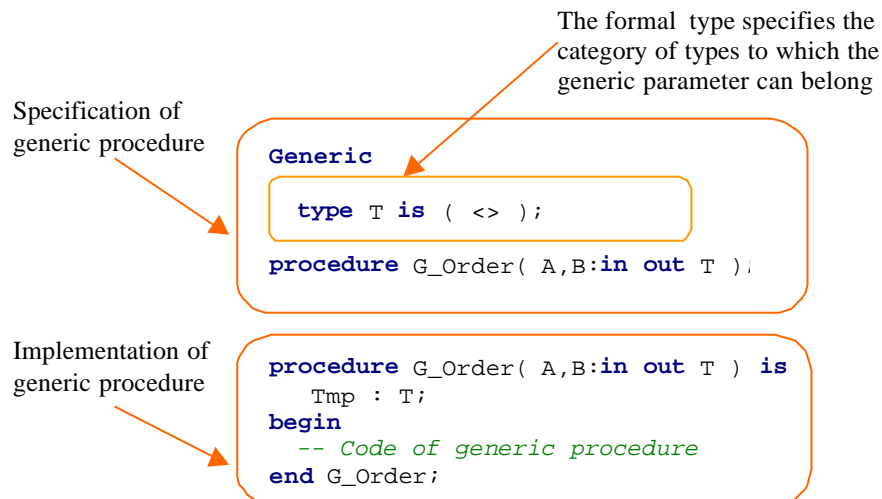 The formal type specifies the
category of types to which the
generic parameter can belong
Specification of
generic procedure
Generic
type T is ( <> );
procedure G_Order( A,B:in out T );
Implementation of
generic procedure
procedure G_Order( A,B:in out T ) is
Tmp : T;
begin
-- Code of generic procedure
end G_Order;